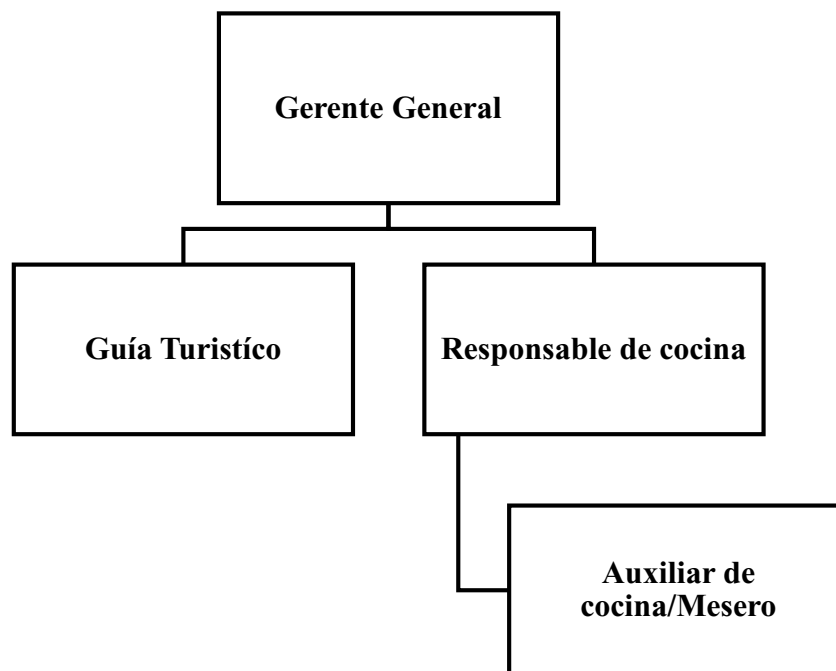 Gerente General
Guía Turistíco
Responsable de cocina
Auxiliar de
cocina/Mesero